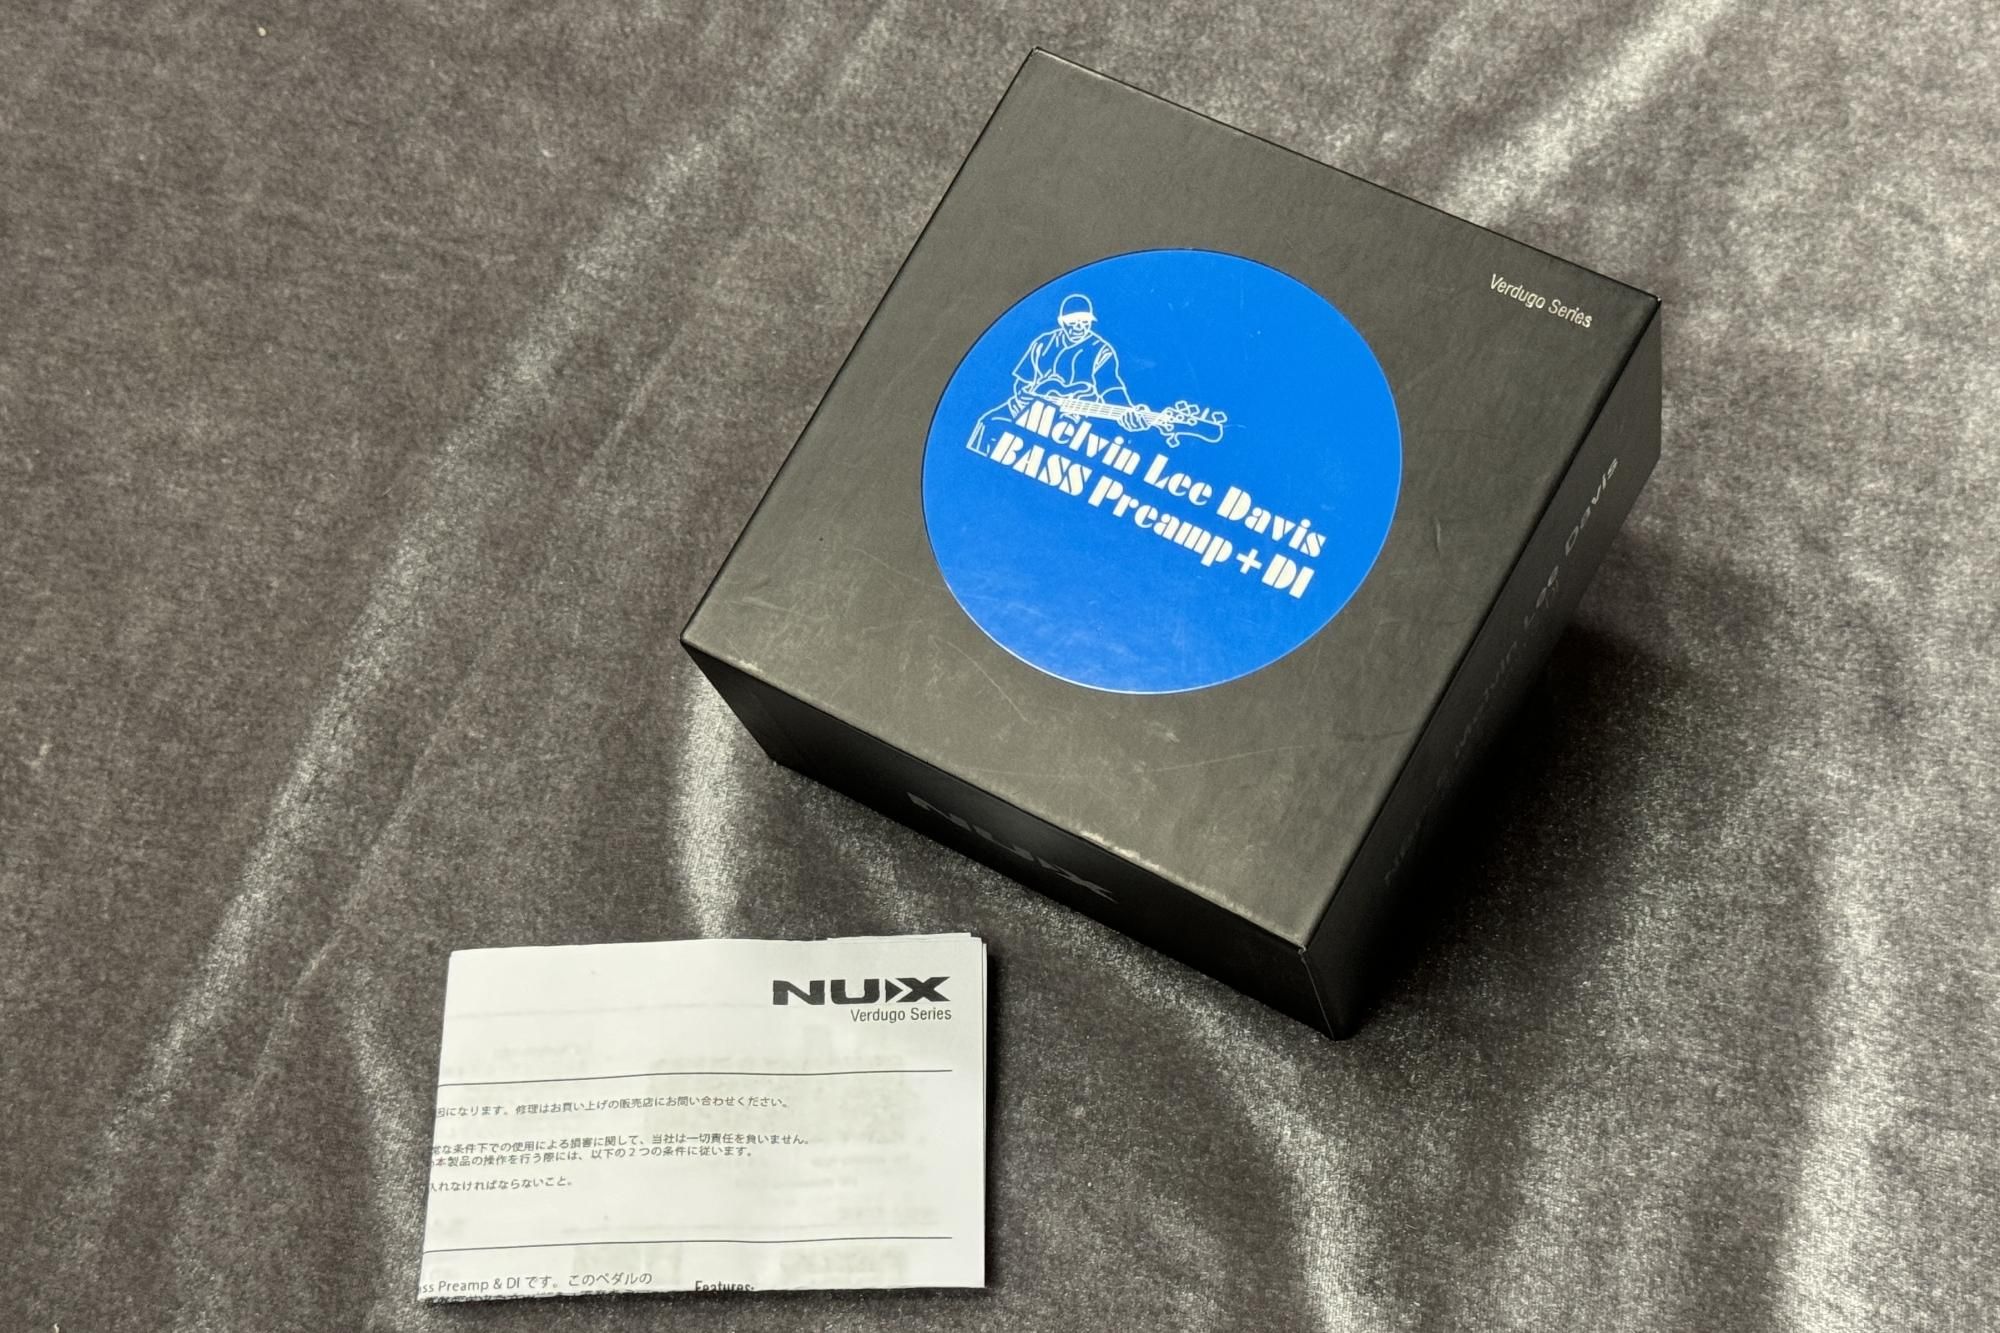 Verdugo Series
Melvin Lee Davis
BASS Preamp + DI
NUX
Melvin Lee Davis
NUX
Verdugo Series
因になります。修理はお買い上げの販売店にお問い合わせください。
常な条件下での使用による損害に関して、当社は一切責任を負いません。
本製品の操作を行う際には、以下の2つの条件に従います。
入れなければならないこと。
ss Preamp & DI です。このペダルの
Features: